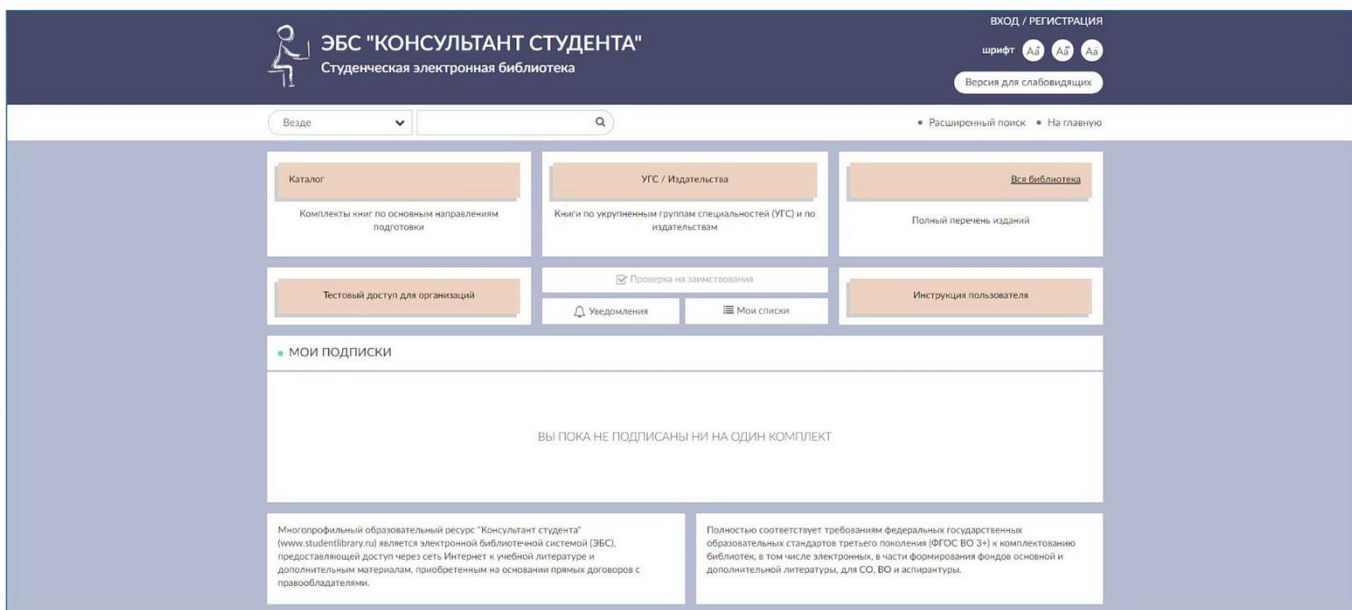 ВХОД / РЕГИСТРАЦИЯ
ЭБС "КОНСУЛЬТАНТ СТУДЕНТА"
Студенческая электронная библиотека
шрифт
Версия для слабовидящих
Везде
• Расширенный поиск • На главную
Каталог
Комплекты книг по основным направлениям
подготовки
УГС / Издательства
Книги по укрупненным группам специальностей (УГС) и по
издательствам
Вся библиотека
Полный перечень изданий
Тестовый доступ для организаций
Проверка на заимствования
Уведомления
Мои списки
Инструкция пользователя
• МОИ ПОДПИСКИ
ВЫ ПОКА НЕ ПОДПИСАНЫ НИ НА ОДИН КОМПЛЕКТ
Многопрофильный образовательный ресурс "Консультант студента"
(www.studentlibrary.ru) является электронной библиотечной системой (ЭБС),
предоставляющей доступ через сеть Интернет к учебной литературе и
дополнительным материалам, приобретенным на основании прямых договоров с
правообладателями.
Полностью соответствует требованиям федеральных государственных
образовательных стандартов третьего поколения (ФГОС ВО 3+) к комплектованию
библиотек, в том числе электронных, в части формирования фондов основной и
дополнительной литературы, для СО, ВО и аспирантуры.